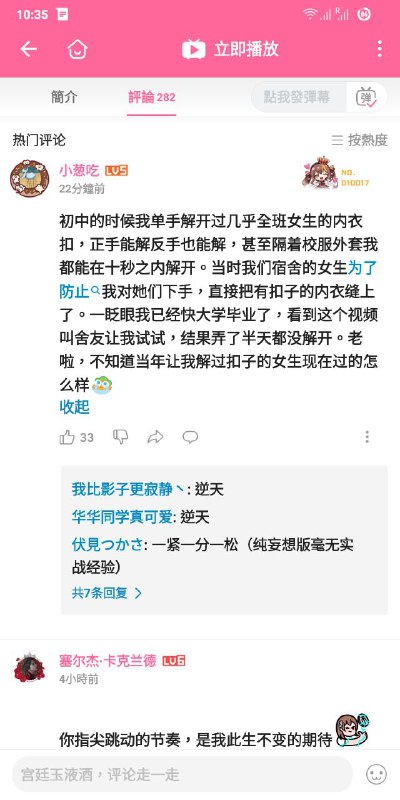 10:35
立即播放
簡介
評論 282
點我發彈幕
弹
热门评论
按熱度
小葱吃 LV5
22分鐘前
NO.
010017
初中的时候我单手解开过几乎全班女生的内衣
扣，正手能解反手也能解，甚至隔着校服外套我
都能在十秒之内解开。当时我们宿舍的女生为了
防止我对她们下手，直接把有扣子的内衣缝上
了。一眨眼我已经快大学毕业了，看到这个视频
叫舍友让我试试，结果弄了半天都没解开。老
啦，不知道当年让我解过扣子的女生现在过的怎
么样
收起
33
我比影子更寂静丶: 逆天
华华同学真可爱: 逆天
伏見つかさ: 一紧一分一松（纯妄想版毫无实
战经验）
共7条回复
塞尔杰·卡克兰德 LV6
4小時前
你指尖跳动的节奏，是我此生不变的期待
宫廷玉液酒，评论走一走